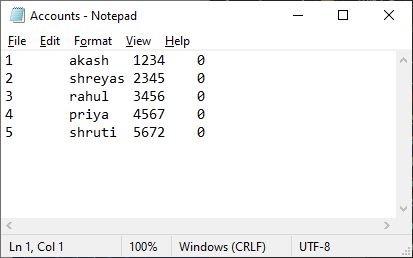 Accounts - Notepad
File Edit Format View Help
1 akash 1234 0
2 shreyas 2345 0
3 rahul 3456 0
4 priya 4567 0
5 shruti 5672 0
Ln 1, Col 1 100% Windows (CRLF) UTF-8